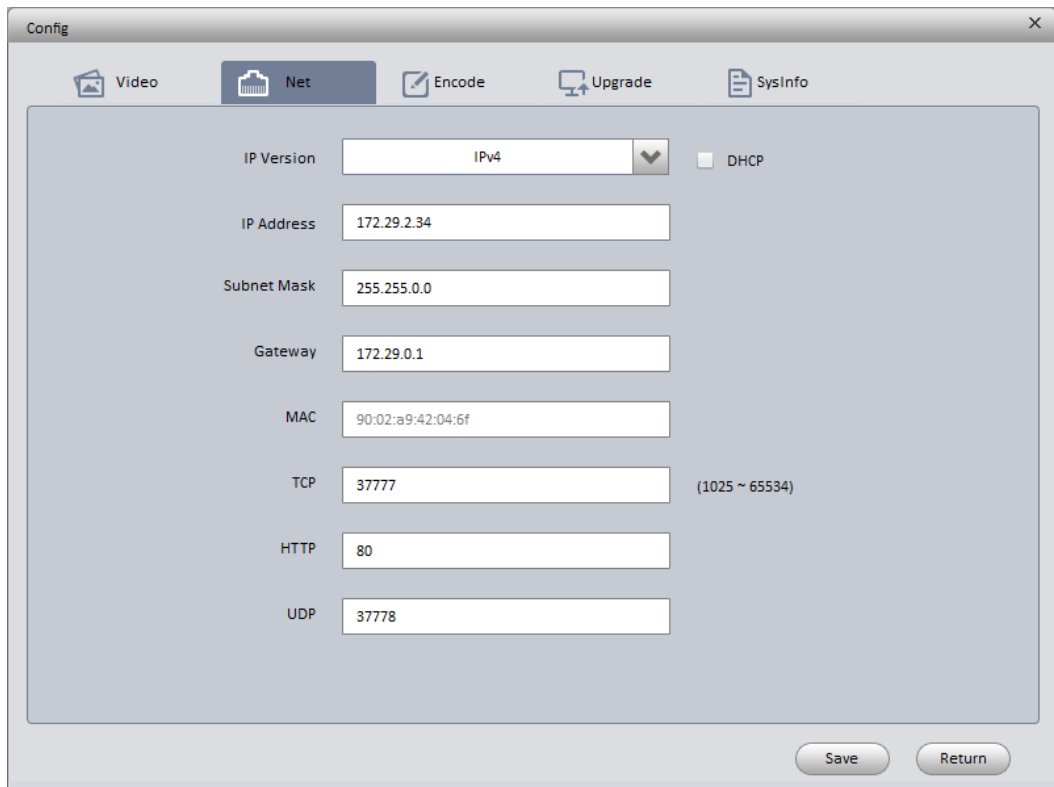 Config
Video Net Encode Upgrade SysInfo
IP Version IPv4 DHCP
IP Address 172.29.2.34
Subnet Mask 255.255.0.0
Gateway 172.29.0.1
MAC 90:02:a9:42:04:6f
TCP 37777 (1025 ~ 65534)
HTTP 80
UDP 37778
Save Return